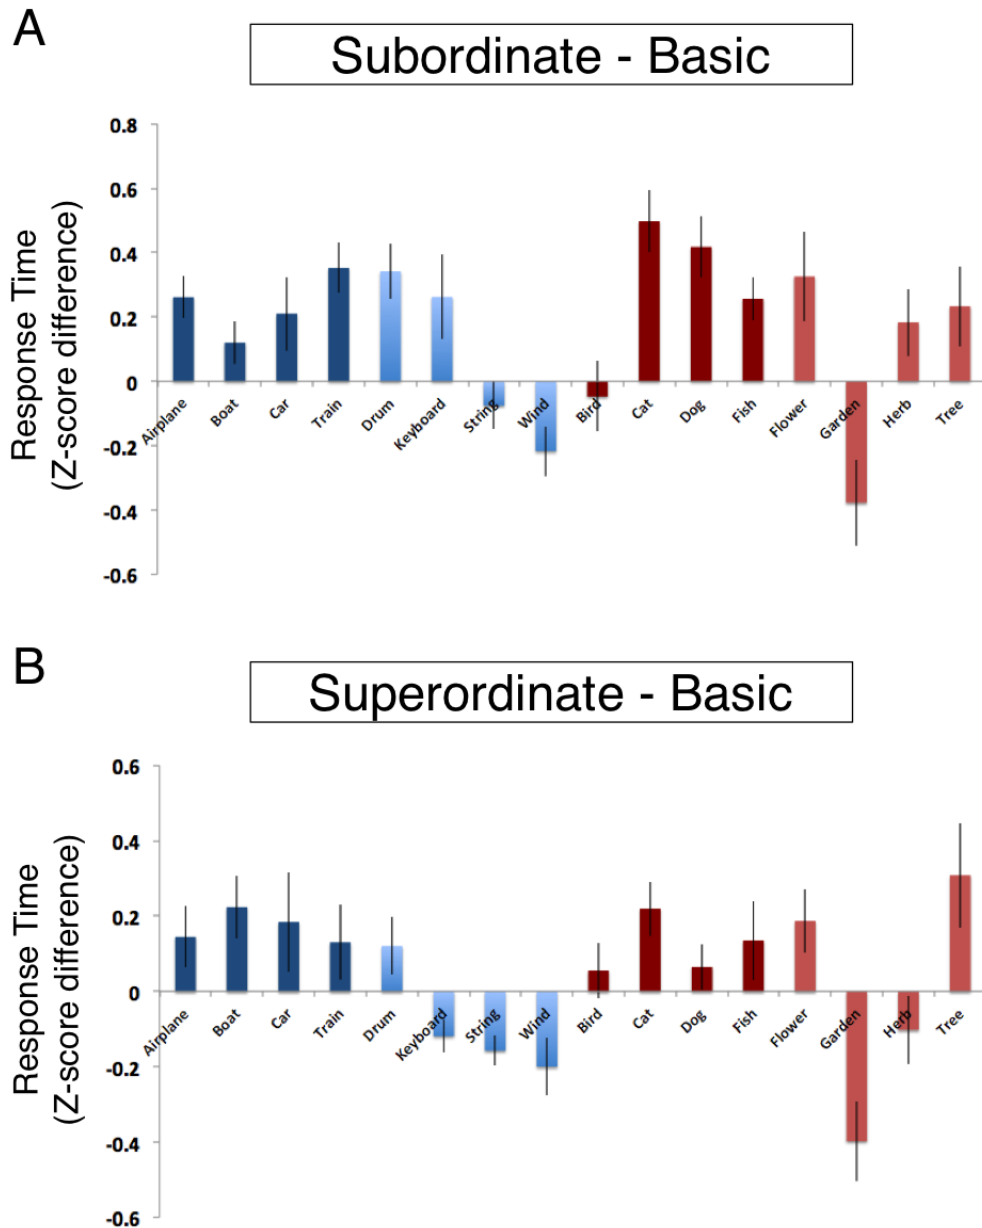 A
Subordinate - Basic
Response Time
(Z-score difference)
0.8
0.6
0.4
0.2
0
-0.2
-0.4
-0.6
Airplane
Boat
Car
Train
Drum
Keyboard
String
Wind
Bird
Cat
Dog
Fish
Flower
Garden
Herb
Tree
B
Superordinate - Basic
Response Time
(Z-score difference)
0.6
0.4
0.2
0
-0.2
-0.4
-0.6
Airplane
Boat
Car
Train
Drum
Keyboard
String
Wind
Bird
Cat
Dog
Fish
Flower
Garden
Herb
Tree